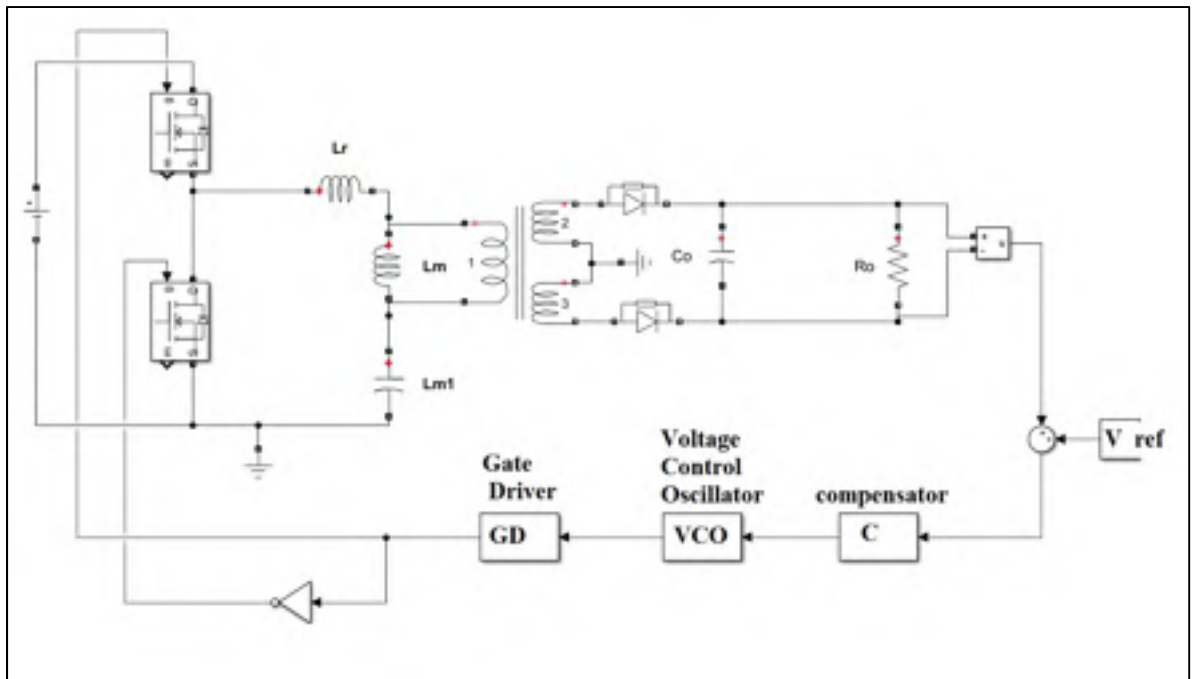 Lr
2
1
Lm
3
Co
Ro
Lm1
V ref
Gate
Driver
GD
Voltage
Control
Oscillator
VCO
compensator
C